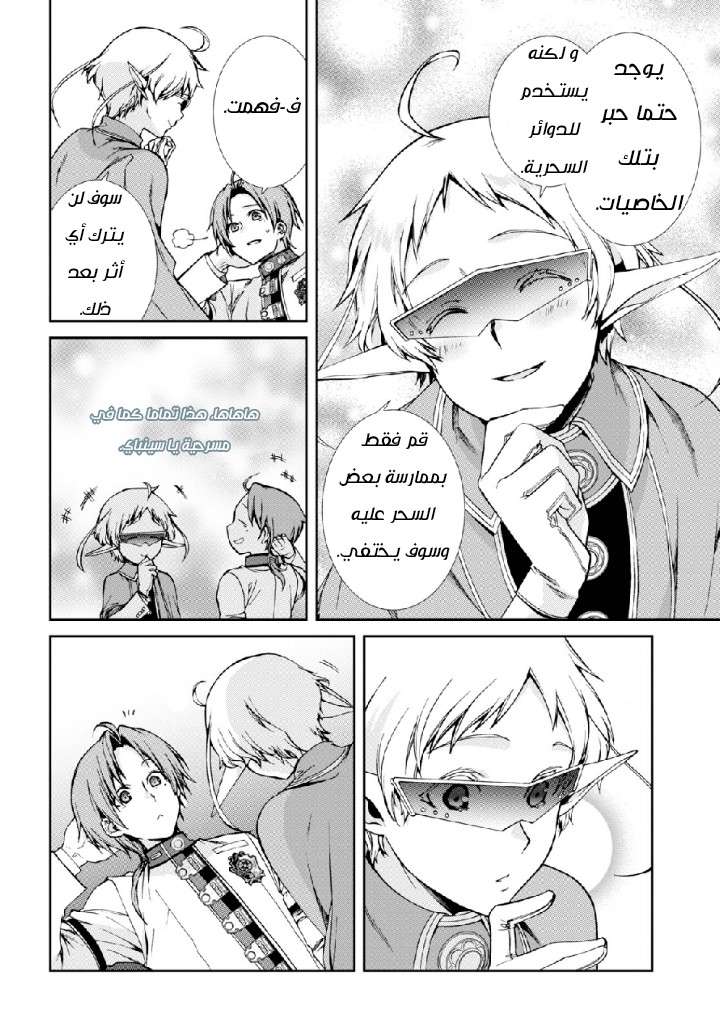 يوجد
حتما حبر
بتلك
الخاصيات.
و لكنه
يستخدم
للدوائر
السحرية.
قم فقط
بممارسة بعض
السحر عليه
وسوف يختفي.
ف-فهمت.
سوف لن
يترك أي
أثر بعد
ذلك.
هاهاها. هذا تماما كما في
مسرحية يا سينباي.